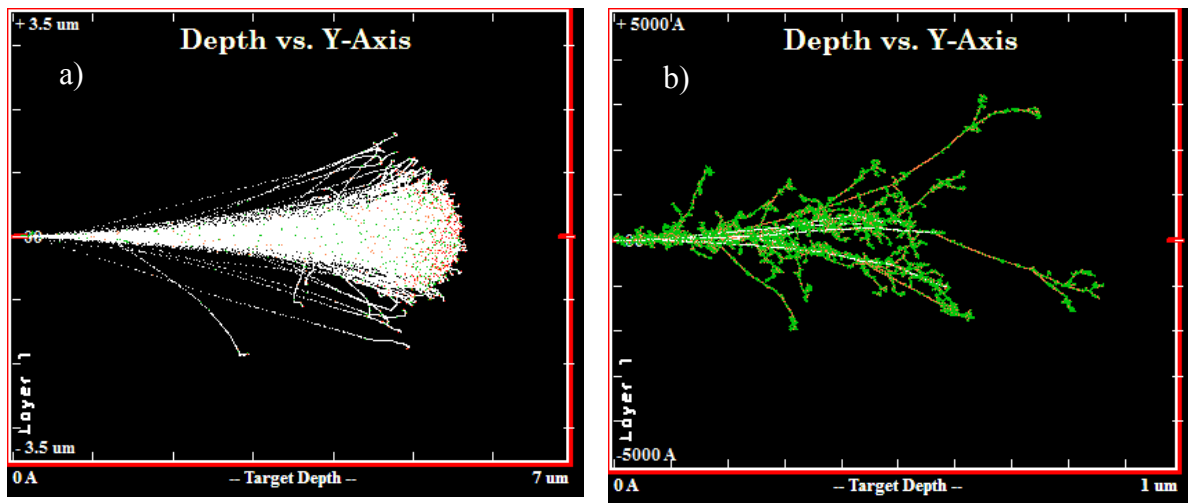 + 3.5 um
Depth vs. Y-Axis
a)
Layer 1
- 3.5 um
0 A
-- Target Depth --
7 um
+ 5000 A
Depth vs. Y-Axis
b)
Layer 1
-5000 A
0 A
-- Target Depth --
1 um